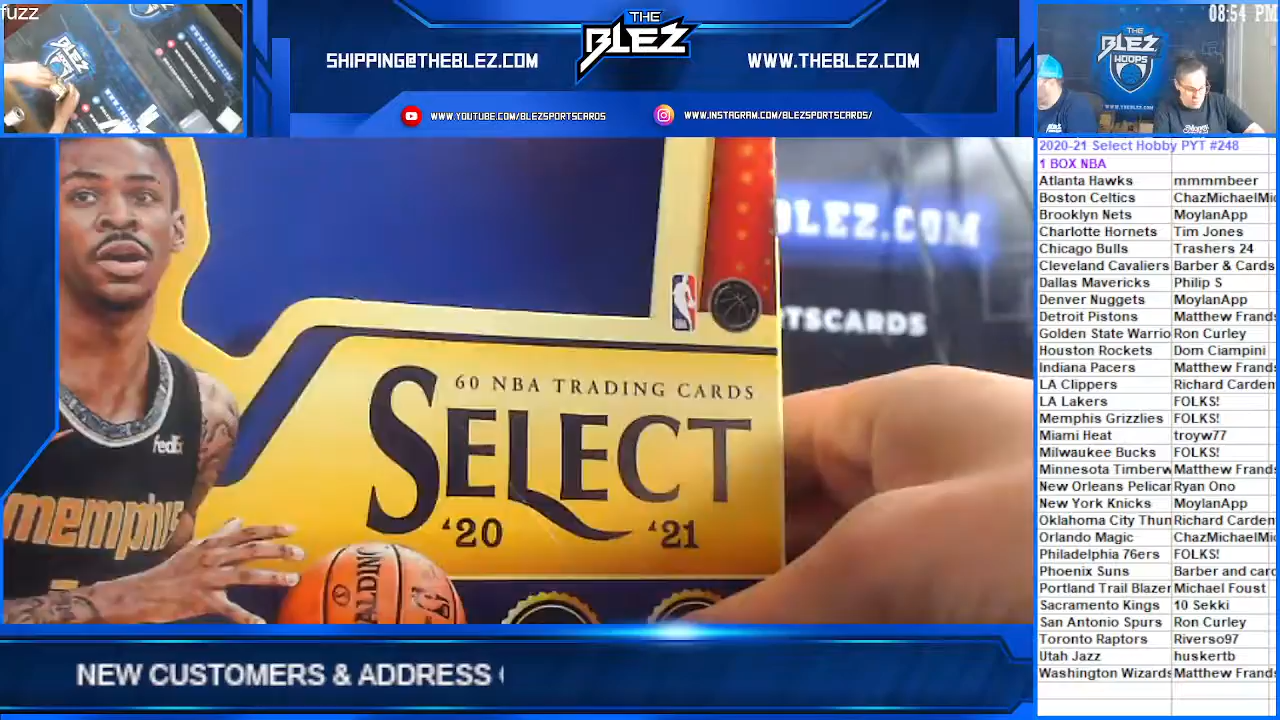 fuzz
SHIPPING@THEBLEZ.COM
THE
BLEZ
WWW.THEBLEZ.COM
WWW.YOUTUBE.COM/BLEZSPORTSCARDS
WWW.INSTAGRAM.COM/BLEZSPORTSCARDS/
08:54 PM
THE
BLEZ
HOOPS
BLEZ.COM
TSCARDS
60 NBA TRADING CARDS
SELECT
'20 '21
FedEx
memphis
SPALDING
NEW CUSTOMERS & ADDRESS
2020-21 Select Hobby PYT #248
1 BOX NBA
Atlanta Hawks mmmmbeer
Boston Celtics ChazMichaelMic
Brooklyn Nets MoylanApp
Charlotte Hornets Tim Jones
Chicago Bulls Trashers 24
Cleveland Cavaliers Barber & Cards
Dallas Mavericks Philip S
Denver Nuggets MoylanApp
Detroit Pistons Matthew Frands
Golden State Warrio Ron Curley
Houston Rockets Dom Ciampini
Indiana Pacers Matthew Frands
LA Clippers Richard Carden
LA Lakers FOLKS!
Memphis Grizzlies FOLKS!
Miami Heat troyw77
Milwaukee Bucks FOLKS!
Minnesota Timberw Matthew Frands
New Orleans Pelicar Ryan Ono
New York Knicks MoylanApp
Oklahoma City Thun Richard Carden
Orlando Magic ChazMichaelMic
Philadelphia 76ers FOLKS!
Phoenix Suns Barber and card
Portland Trail Blazer Michael Foust
Sacramento Kings 10 Sekki
San Antonio Spurs Ron Curley
Toronto Raptors Riverso97
Utah Jazz huskertb
Washington Wizards Matthew Frands